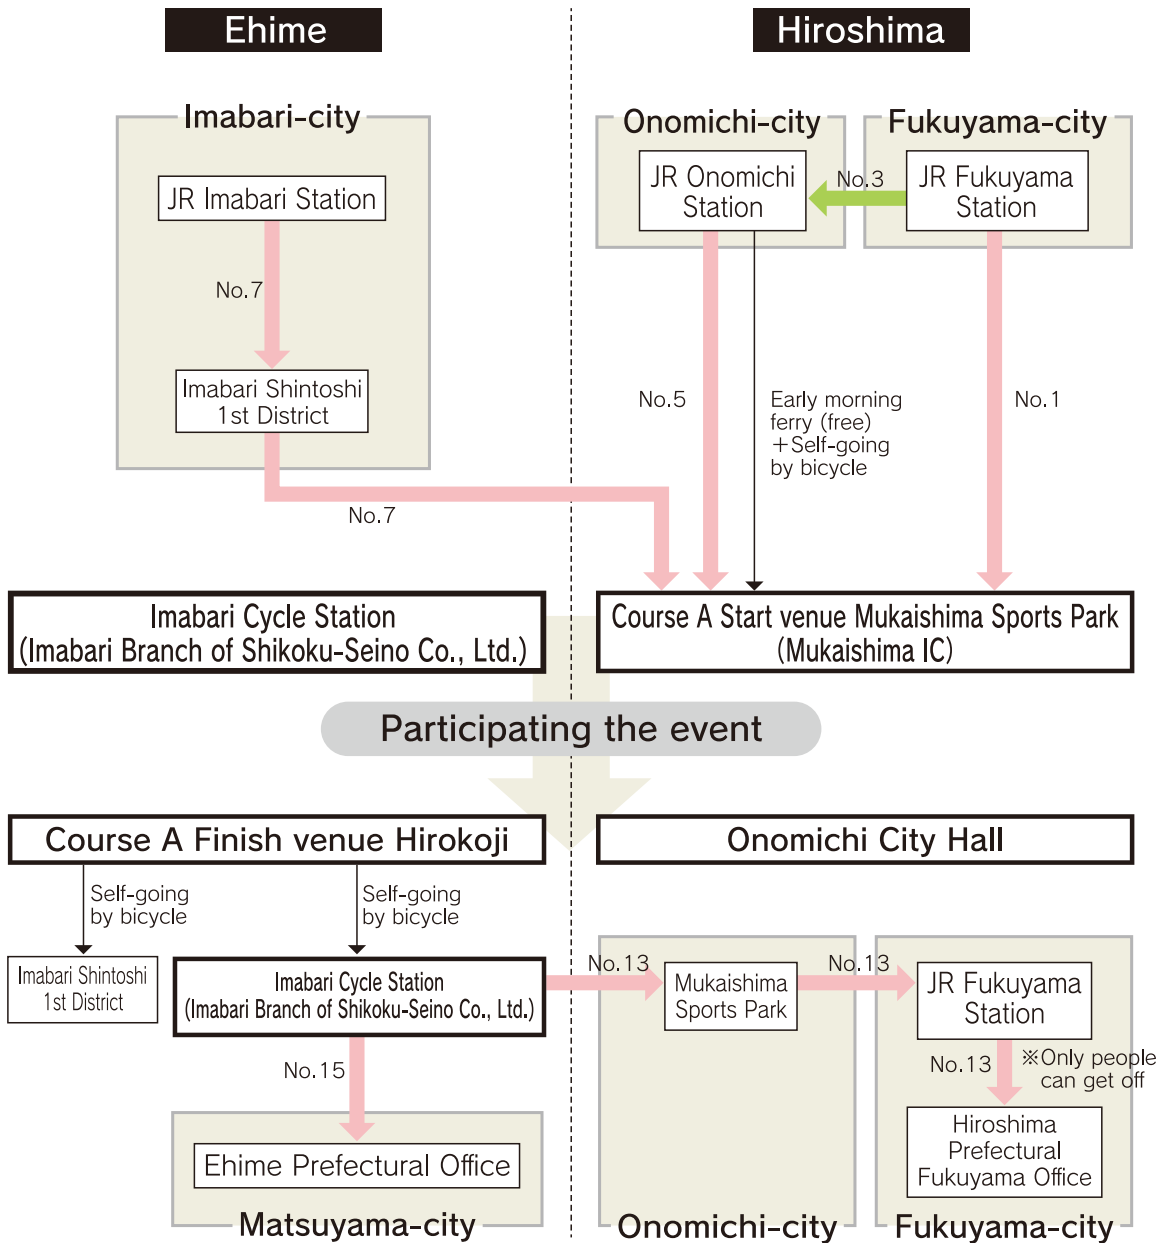 Ehime
Hiroshima
Imabari-city
Onomichi-city
Fukuyama-city
JR Imabari Station
JR Onomichi
Station
No.3
JR Fukuyama
Station
No.7
Imabari Shintoshi
1st District
No.5
Early morning
ferry (free)
+Self-going
by bicycle
No.1
No.7
Imabari Cycle Station
(Imabari Branch of Shikoku-Seino Co., Ltd.)
Course A Start venue Mukaishima Sports Park
(Mukaishima IC)
Participating the event
Course A Finish venue Hirokoji
Onomichi City Hall
Self-going
by bicycle
Self-going
by bicycle
Imabari Shintoshi
1st District
Imabari Cycle Station
(Imabari Branch of Shikoku-Seino Co., Ltd.)
No.13
Mukaishima
Sports Park
No.13
JR Fukuyama
Station
No.15
No.13
※Only people
can get off
Ehime Prefectural Office
Hiroshima
Prefectural
Fukuyama Office
Matsuyama-city
Onomichi-city
Fukuyama-city